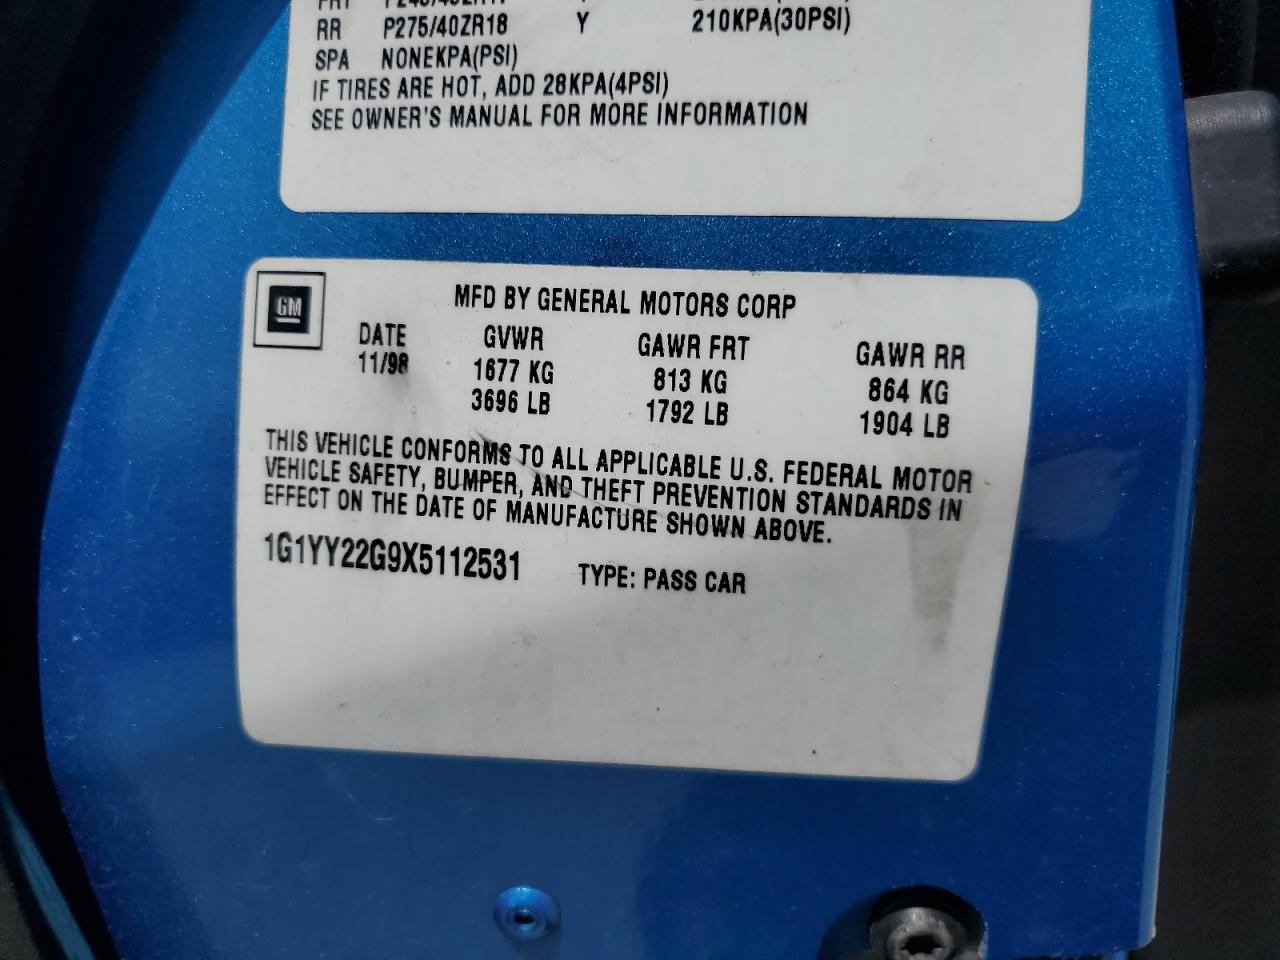 RR P275/40ZR18 Y 210KPA(30PSI)
SPA NONEKPA(PSI)
IF TIRES ARE HOT, ADD 28KPA(4PSI)
SEE OWNER'S MANUAL FOR MORE INFORMATION
GM
MFD BY GENERAL MOTORS CORP
DATE GVWR GAWR FRT GAWR RR
11/98 1677 KG 813 KG 864 KG
3696 LB 1792 LB 1904 LB
THIS VEHICLE CONFORMS TO ALL APPLICABLE U.S. FEDERAL MOTOR
VEHICLE SAFETY, BUMPER, AND THEFT PREVENTION STANDARDS IN
EFFECT ON THE DATE OF MANUFACTURE SHOWN ABOVE.
1G1YY22G9X5112531 TYPE: PASS CAR